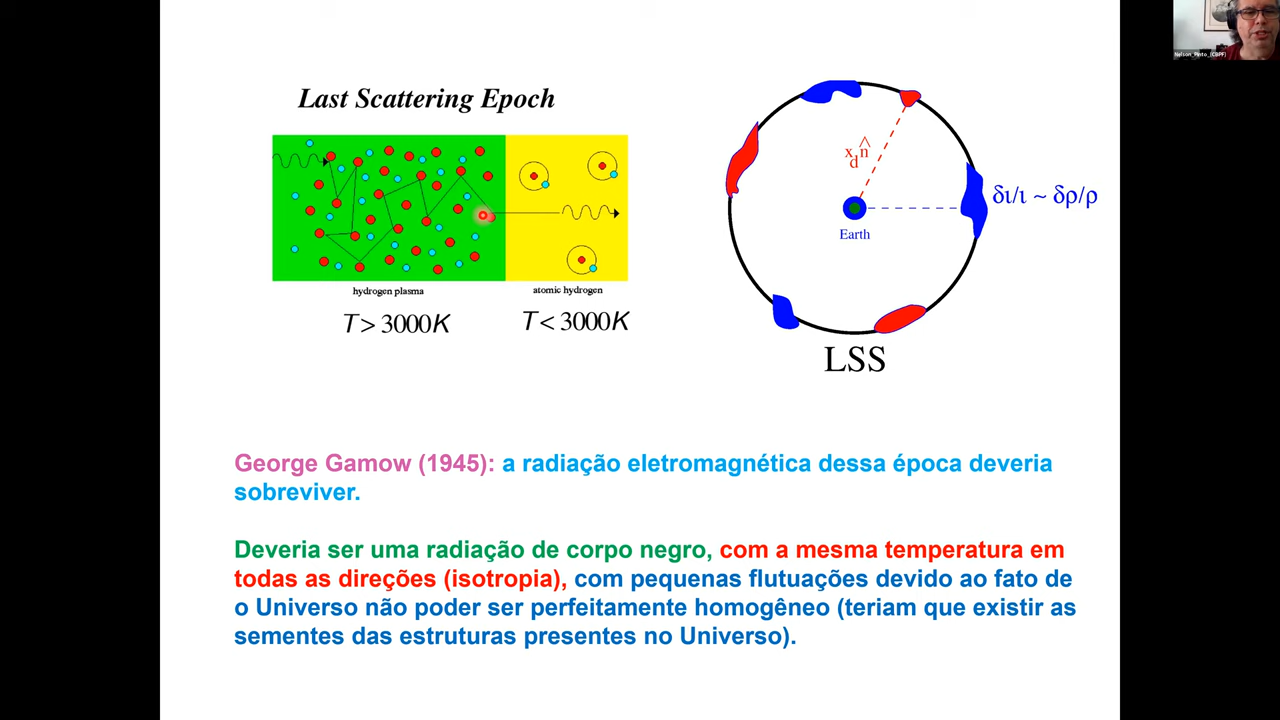 Nelson_Pinto_(CBPF)
Last Scattering Epoch
hydrogen plasma
atomic hydrogen
T > 3000K
T < 3000K
x_d n̂
Earth
δι/ι ~ δρ/ρ
LSS
George Gamow (1945): a radiação eletromagnética dessa época deveria
sobreviver.
Deveria ser uma radiação de corpo negro, com a mesma temperatura em
todas as direções (isotropia), com pequenas flutuações devido ao fato de
o Universo não poder ser perfeitamente homogêneo (teriam que existir as
sementes das estruturas presentes no Universo).